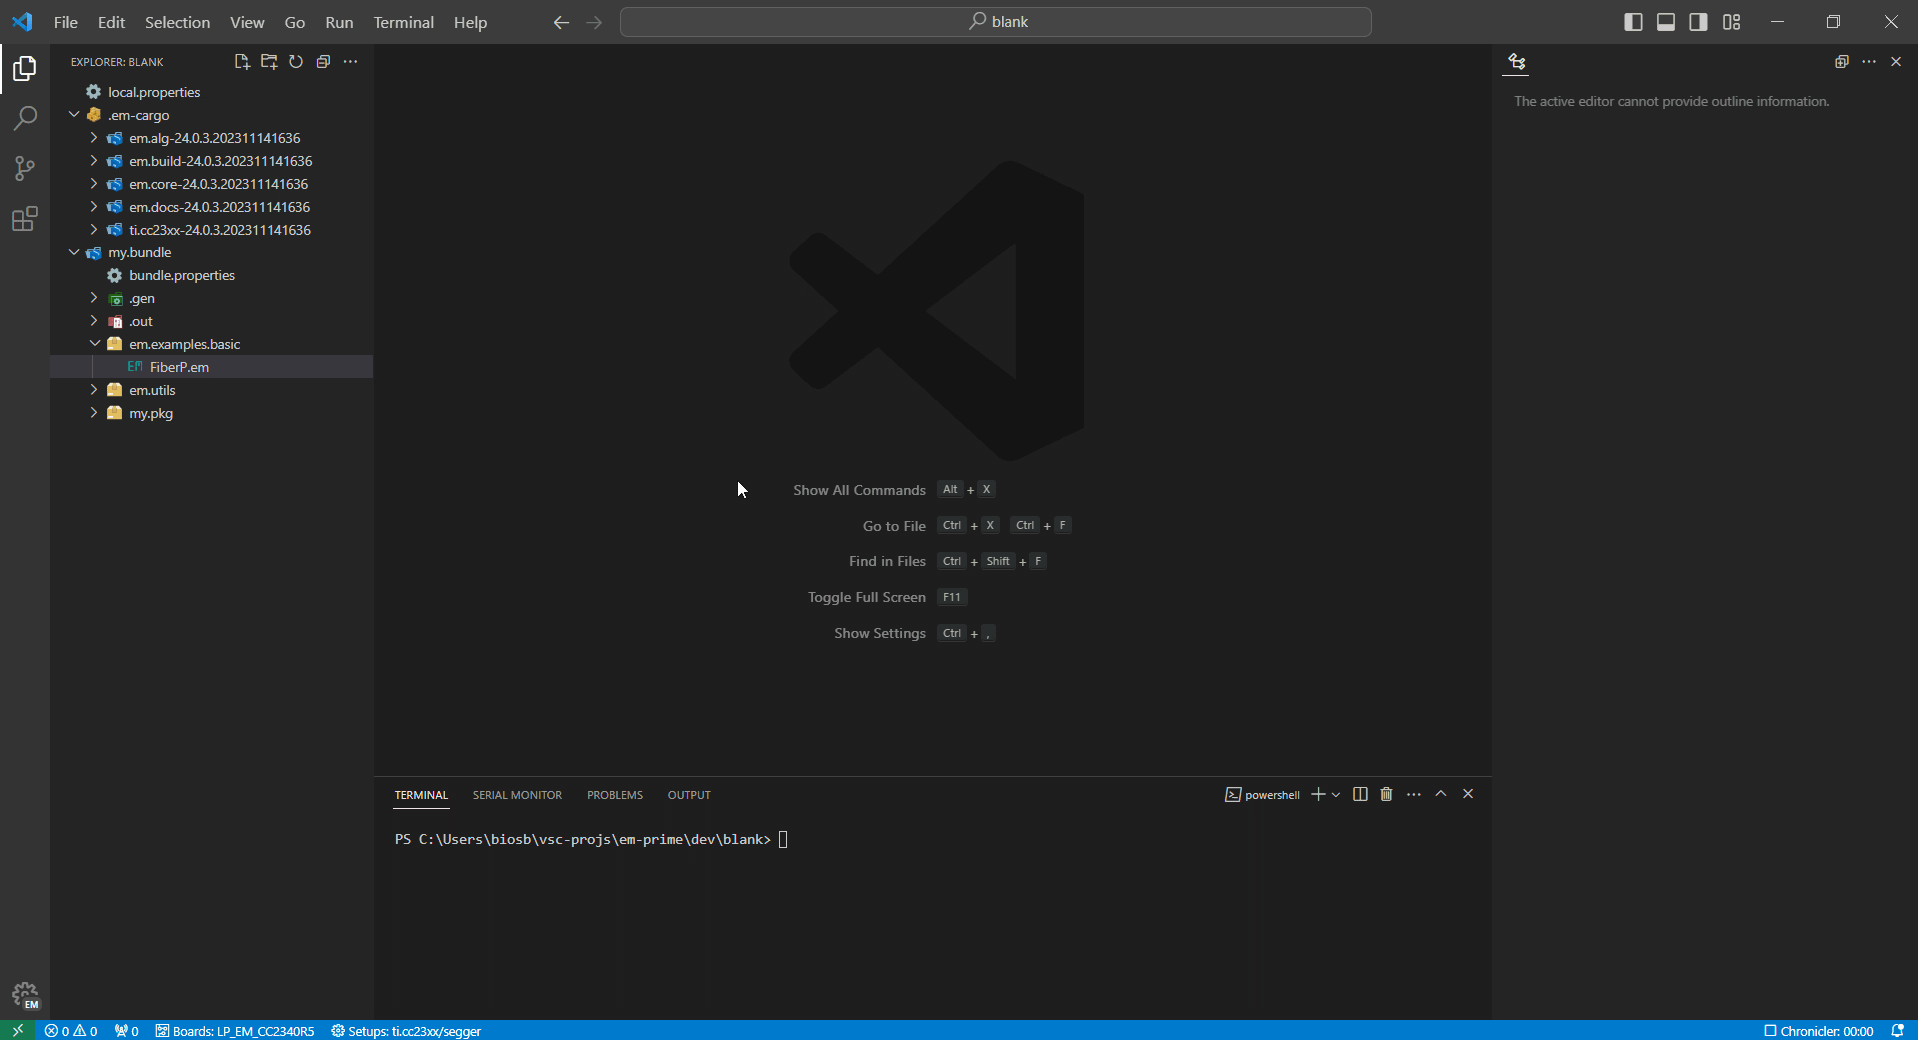 File Edit Selection View Go Run Terminal Help
blank
EXPLORER: BLANK
local.properties
.em-cargo
em.alg-24.0.3.202311141636
em.build-24.0.3.202311141636
em.core-24.0.3.202311141636
em.docs-24.0.3.202311141636
ti.cc23xx-24.0.3.202311141636
my.bundle
bundle.properties
.gen
.out
em.examples.basic
EM FiberP.em
em.utils
my.pkg
Show All Commands Alt + X
Go to File Ctrl + X Ctrl + F
Find in Files Ctrl + Shift + F
Toggle Full Screen F11
Show Settings Ctrl + ,
The active editor cannot provide outline information.
TERMINAL SERIAL MONITOR PROBLEMS OUTPUT
powershell
PS C:\Users\biosb\vsc-projs\em-prime\dev\blank>
EM
0 0 0 Boards: LP_EM_CC2340R5 Setups: ti.cc23xx/segger
Chronicler: 00:00